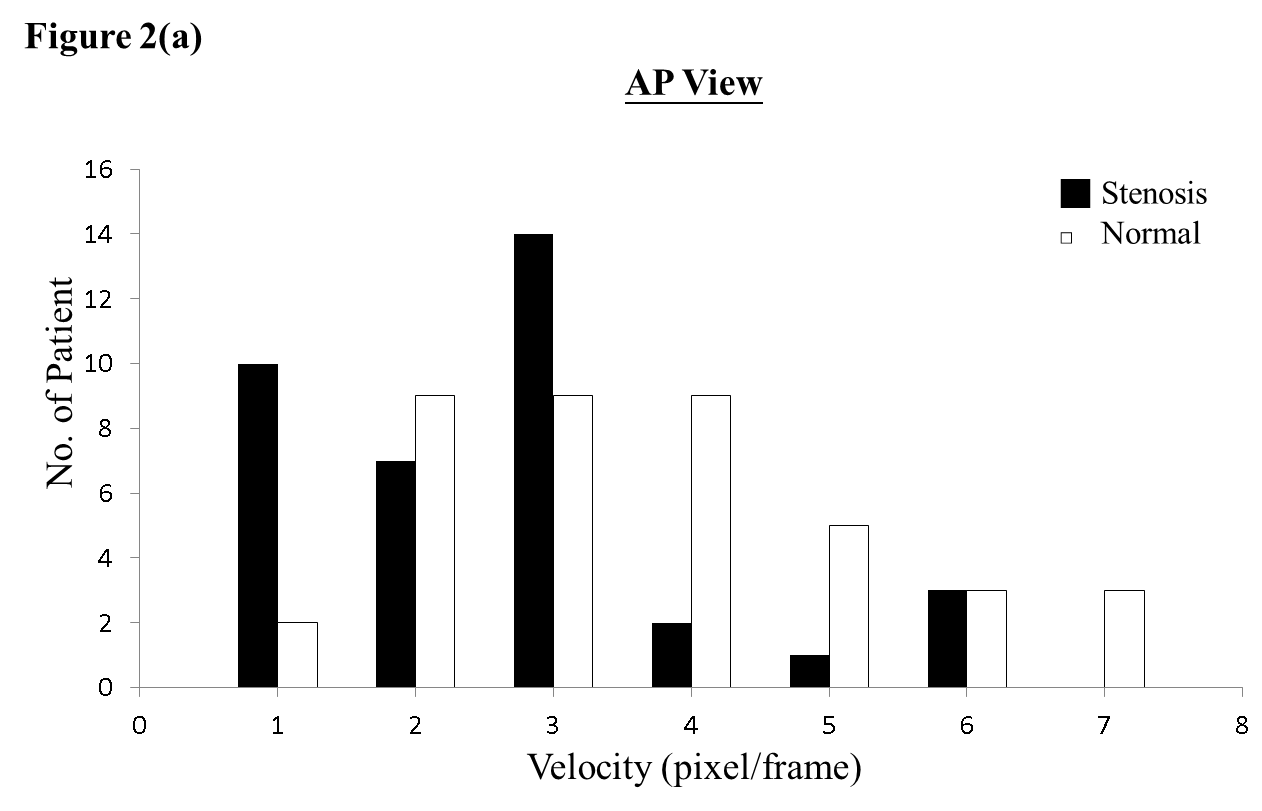 Figure 2(a)
AP View
16
14
12
10
8
6
4
2
0
No. of Patient
Stenosis
Normal
0 1 2 3 4 5 6 7 8
Velocity (pixel/frame)